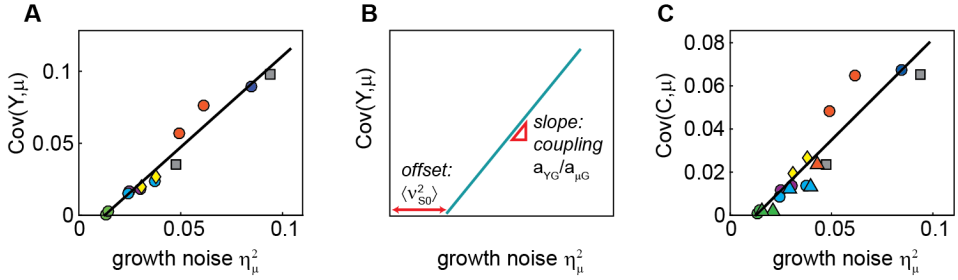 A
Cov(Y,μ)
0.1
0.05
0
0.05
0.1
growth noise η²μ
B
Cov(Y,μ)
offset:
⟨ν²S0⟩
slope:
coupling
aYG/aμG
growth noise η²μ
C
Cov(C,μ)
0.08
0.06
0.04
0.02
0
0.05
0.1
growth noise η²μ